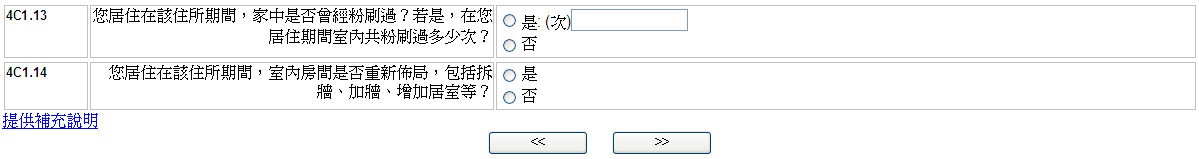 4C1.13 您居住在該住所期間，家中是否曾經粉刷過？若是，在您 是: (次)
居住期間室內共粉刷過多少次？ 否
4C1.14 您居住在該住所期間，室內房間是否重新佈局，包括拆 是
牆、加牆、增加居室等？ 否
提供補充說明
<< >>